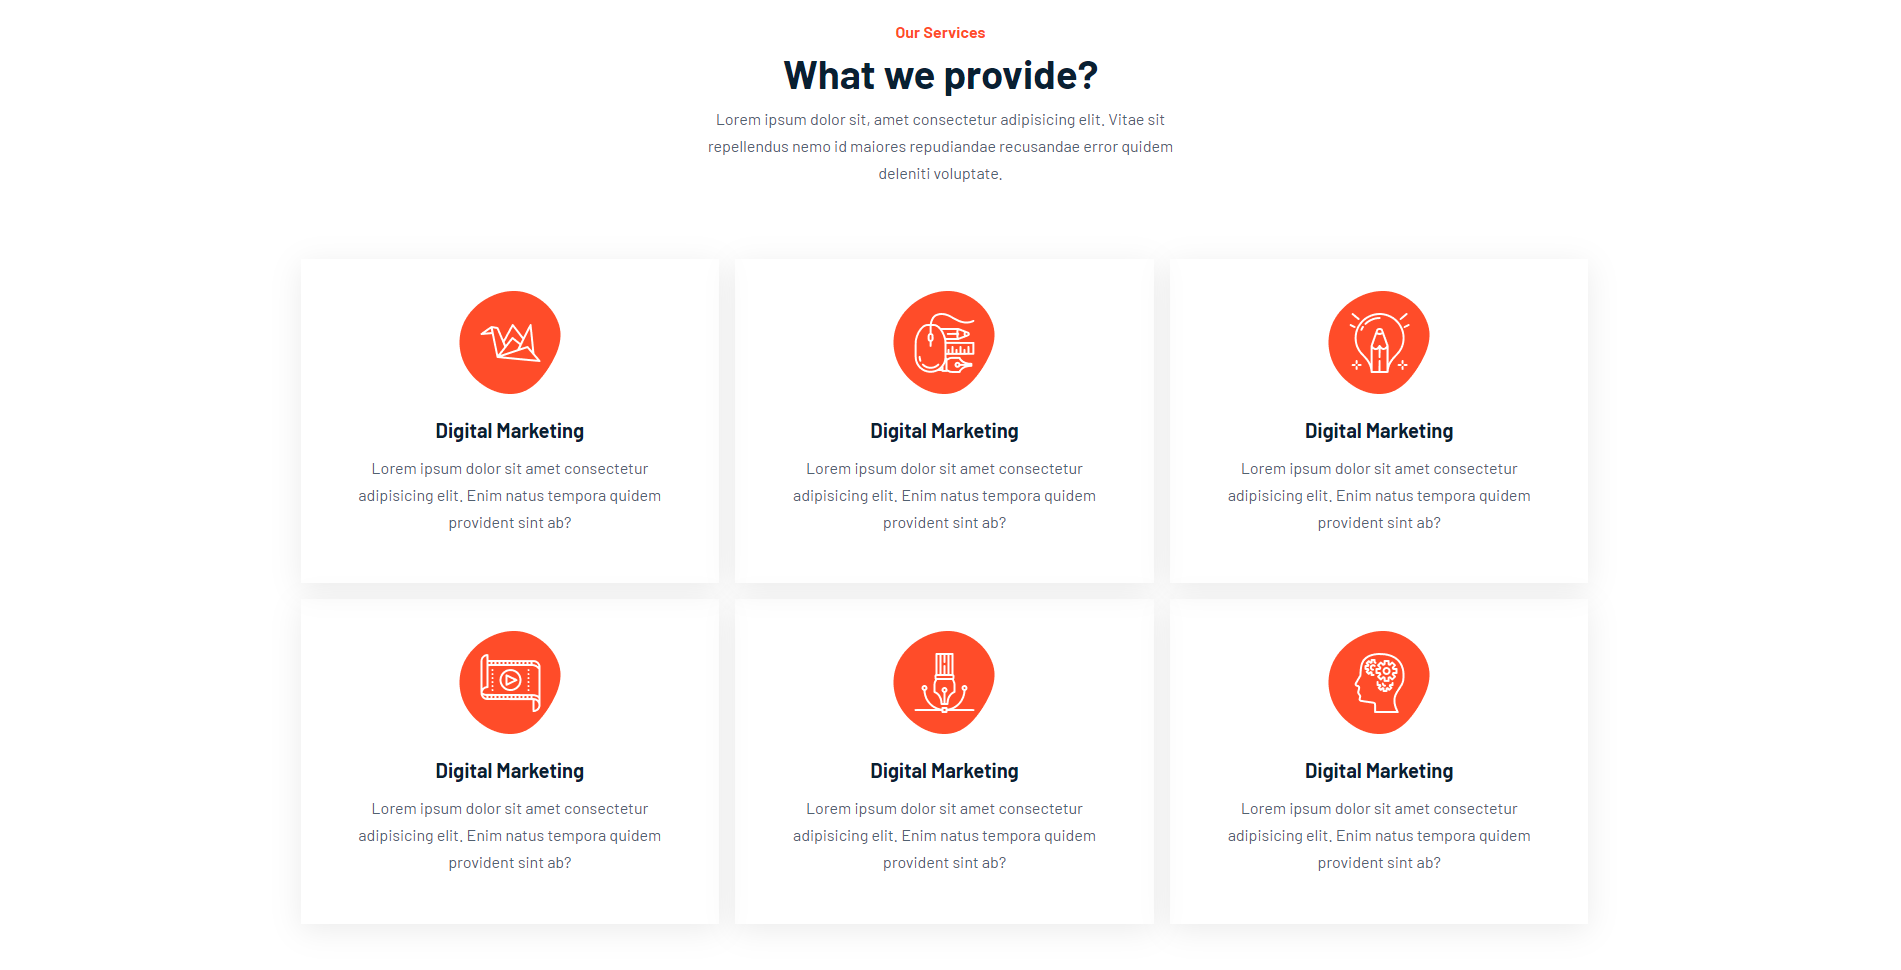 Our Services
What we provide?
Lorem ipsum dolor sit, amet consectetur adipisicing elit. Vitae sit
repellendus nemo id maiores repudiandae recusandae error quidem
deleniti voluptate.
Digital Marketing
Lorem ipsum dolor sit amet consectetur
adipisicing elit. Enim natus tempora quidem
provident sint ab?
Digital Marketing
Lorem ipsum dolor sit amet consectetur
adipisicing elit. Enim natus tempora quidem
provident sint ab?
Digital Marketing
Lorem ipsum dolor sit amet consectetur
adipisicing elit. Enim natus tempora quidem
provident sint ab?
Digital Marketing
Lorem ipsum dolor sit amet consectetur
adipisicing elit. Enim natus tempora quidem
provident sint ab?
Digital Marketing
Lorem ipsum dolor sit amet consectetur
adipisicing elit. Enim natus tempora quidem
provident sint ab?
Digital Marketing
Lorem ipsum dolor sit amet consectetur
adipisicing elit. Enim natus tempora quidem
provident sint ab?